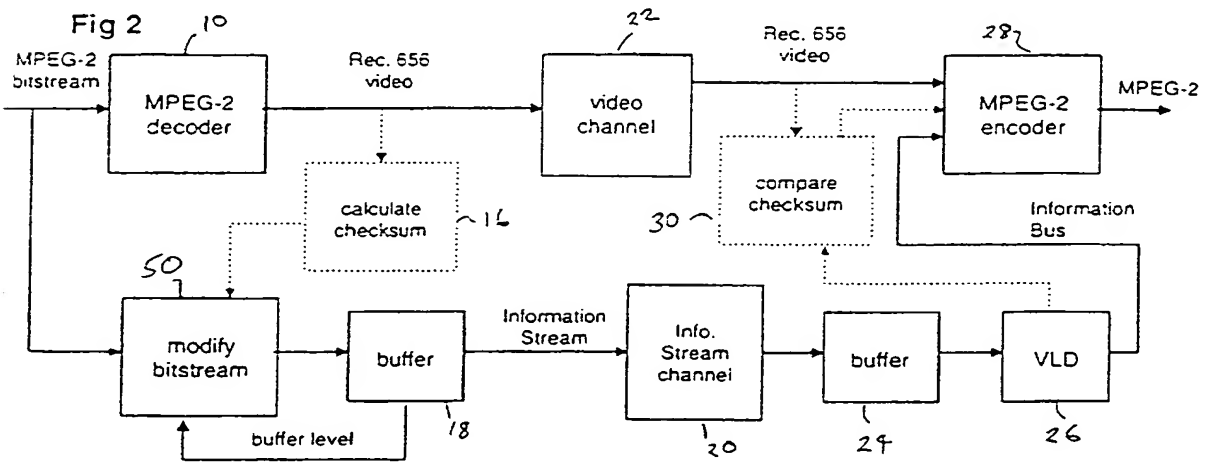 Fig 2
10
22
28
MPEG-2
bitstream
Rec. 656
video
Rec. 656
video
MPEG-2
MPEG-2
decoder
video
channel
MPEG-2
encoder
calculate
checksum
16
compare
checksum
30
Information
Bus
50
modify
bitstream
buffer
Information
Stream
Info.
Stream
channel
buffer
VLD
buffer level
18
20
24
26